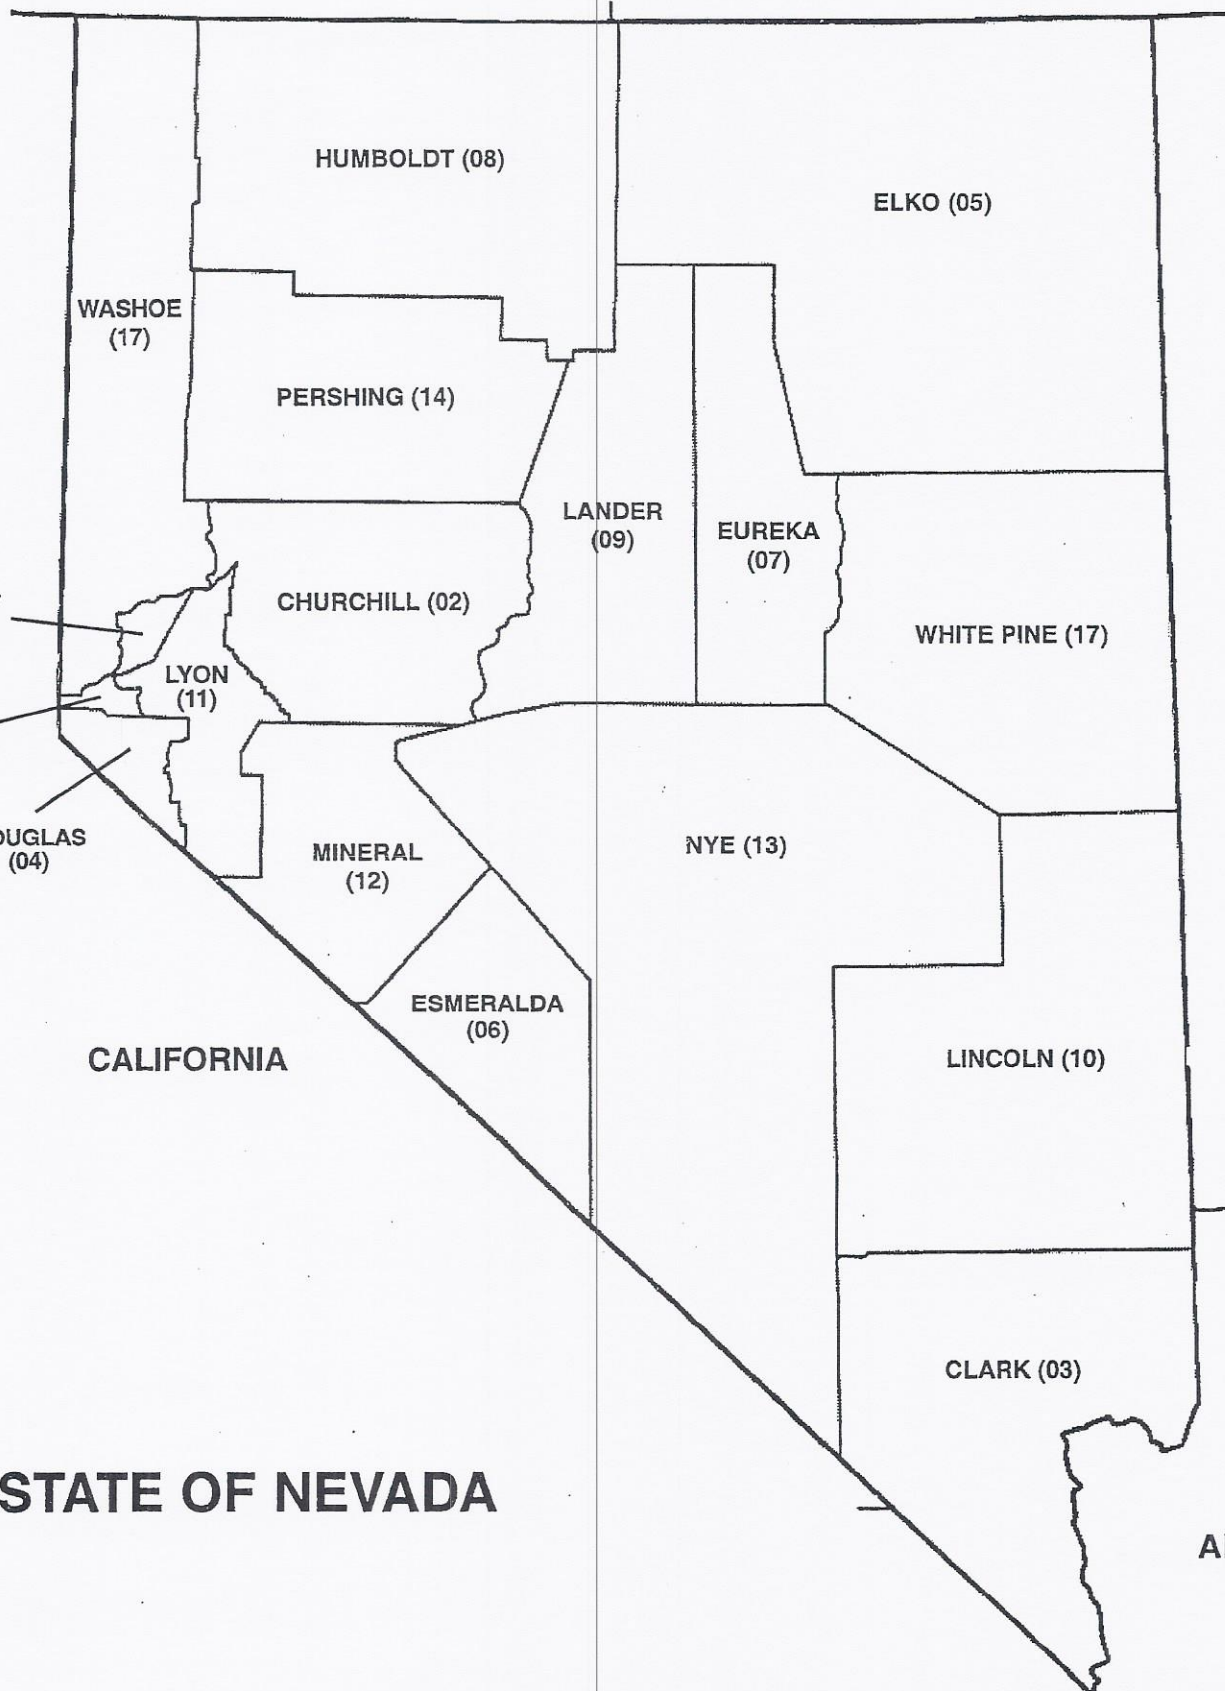 HUMBOLDT (08)
ELKO (05)
WASHOE
(17)
PERSHING (14)
LANDER
(09)
EUREKA
(07)
CHURCHILL (02)
WHITE PINE (17)
LYON
(11)
OUGLAS
(04)
MINERAL
(12)
NYE (13)
ESMERALDA
(06)
CALIFORNIA
LINCOLN (10)
CLARK (03)
STATE OF NEVADA
A